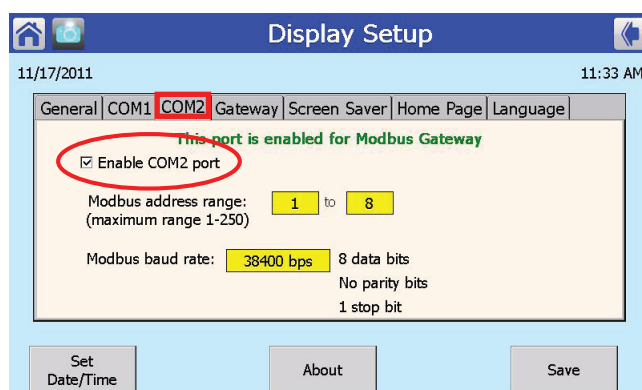 Display Setup
11/17/2011 11:33 AM
General COM1 COM2 Gateway Screen Saver Home Page Language
This port is enabled for Modbus Gateway
Enable COM2 port
Modbus address range: 1 to 8
(maximum range 1-250)
Modbus baud rate: 38400 bps 8 data bits
No parity bits
1 stop bit
Set
Date/Time
About
Save